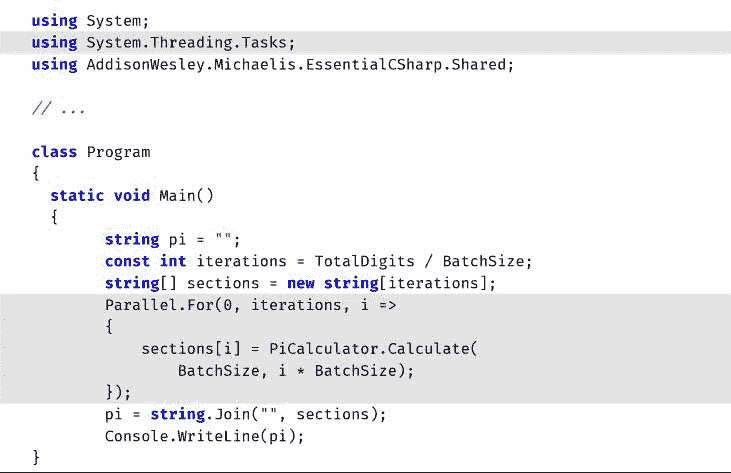 using System;
using System.Threading.Tasks;
using AddisonWesley.Michaelis.EssentialCSharp.Shared;
// ...
class Program
{
static void Main()
{
string pi = "";
const int iterations = TotalDigits / BatchSize;
string[] sections = new string[iterations];
Parallel.For(0, iterations, i =>
{
sections[i] = PiCalculator.Calculate(
BatchSize, i * BatchSize);
});
pi = string.Join("", sections);
Console.WriteLine(pi);
}